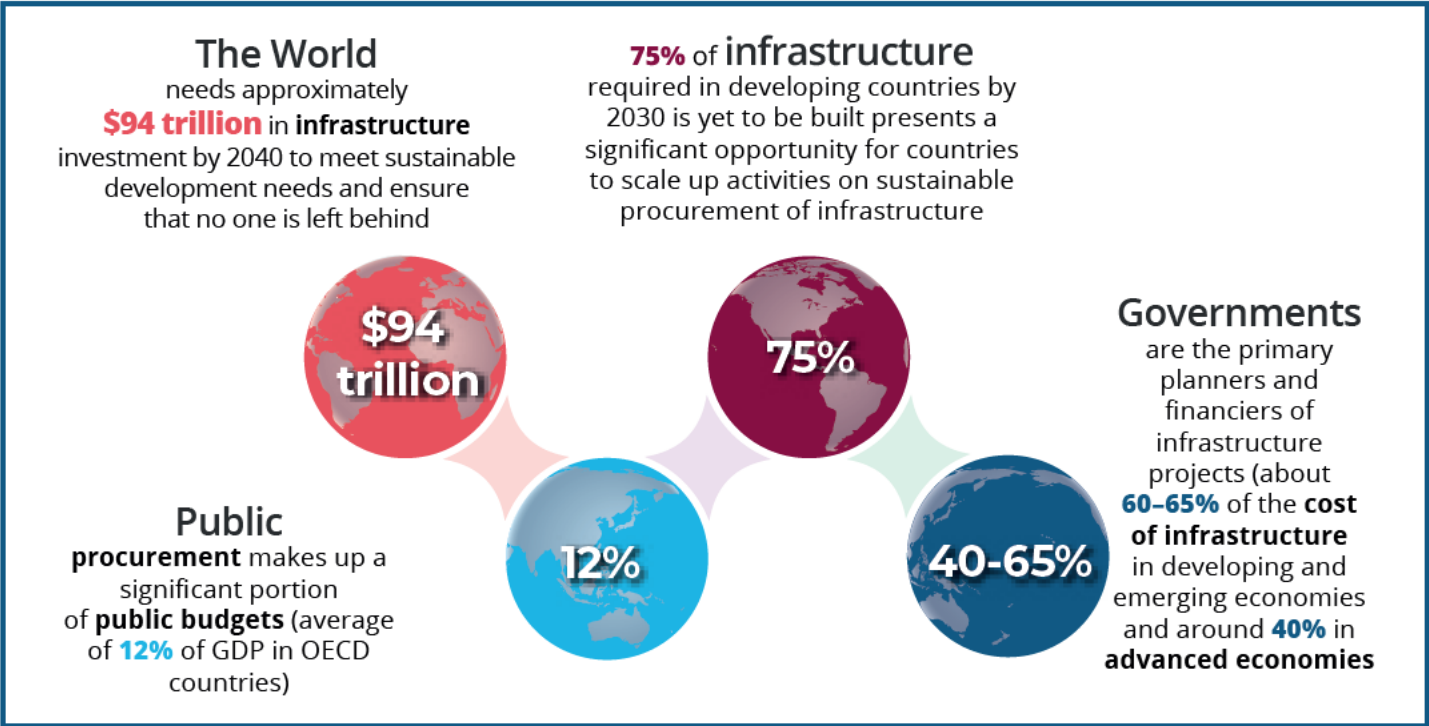 The World
needs approximately
$94 trillion in infrastructure
investment by 2040 to meet sustainable
development needs and ensure
that no one is left behind
75% of infrastructure
required in developing countries by
2030 is yet to be built presents a
significant opportunity for countries
to scale up activities on sustainable
procurement of infrastructure
$94
trillion
75%
Governments
are the primary
planners and
financiers of
infrastructure
projects (about
60–65% of the cost
of infrastructure
in developing and
emerging economies
and around 40% in
advanced economies
Public
procurement makes up a
significant portion
of public budgets (average
of 12% of GDP in OECD
countries)
12%
40-65%